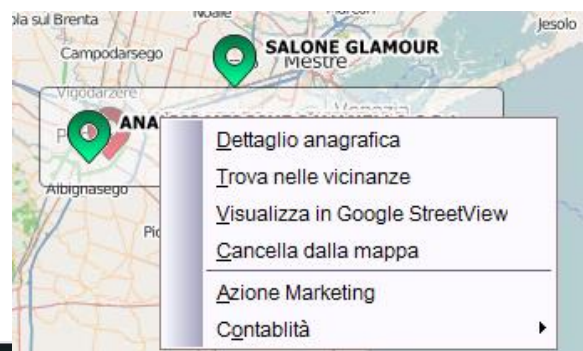 ola sul Brenta
Noale
Jesolo
Campodarsego
SALONE GLAMOUR
Mestre
Vigodarzere
Venezia
ANA
Dettaglio anagrafica
Trova nelle vicinanze
Albignasego
Visualizza in Google StreetView
Pio
Cancella dalla mappa
Azione Marketing
Contablità